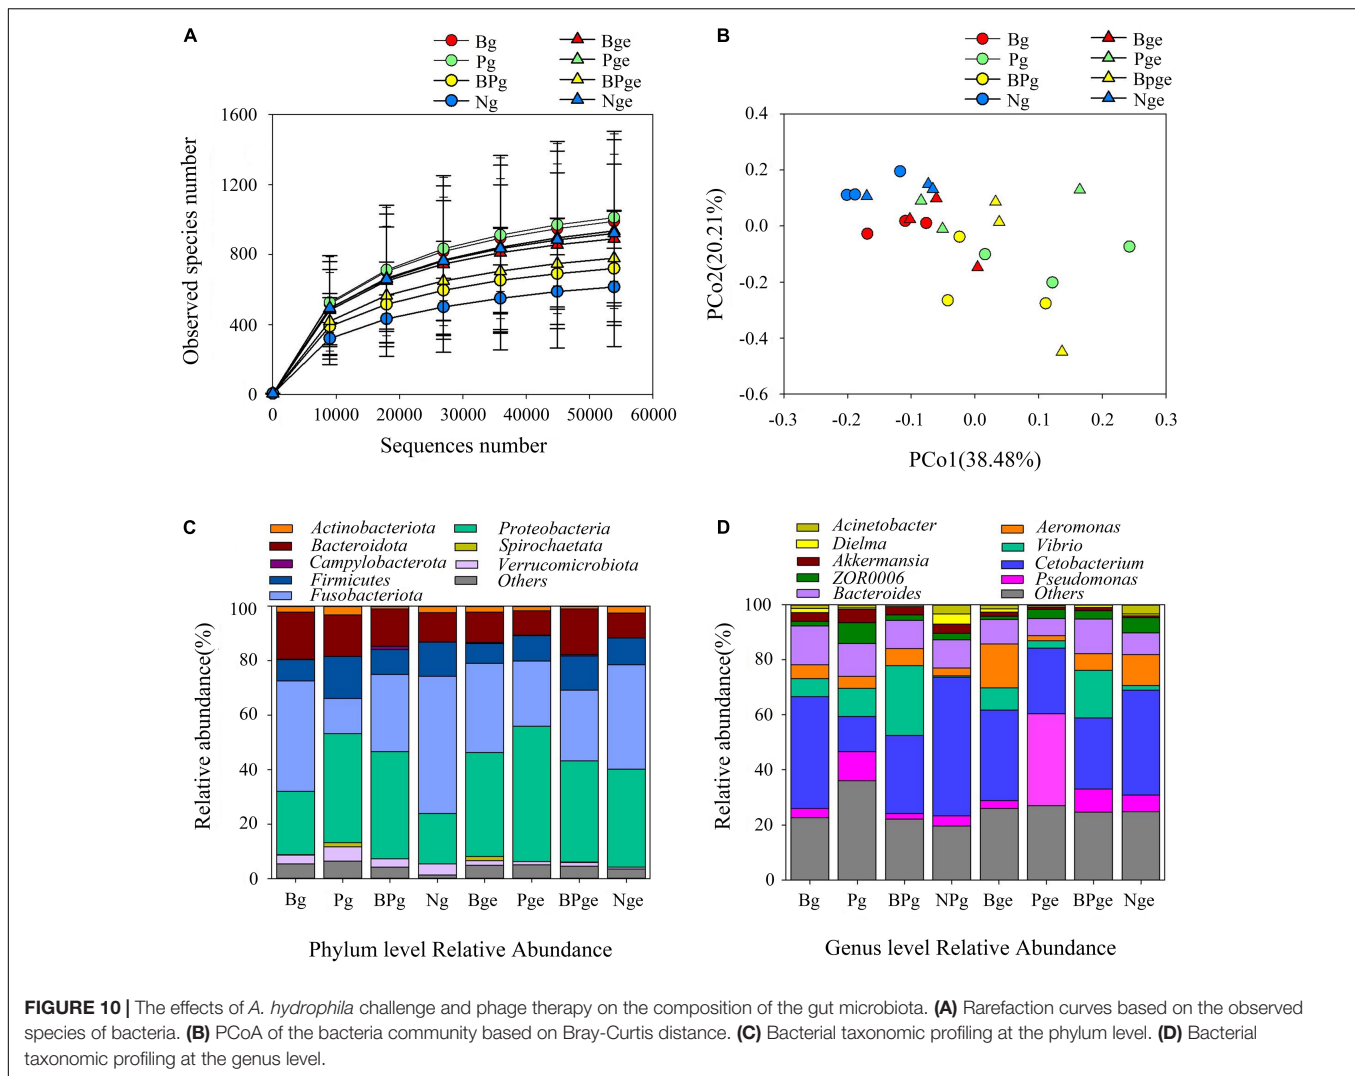 A
Bg
Pg
BPg
Ng
Bge
Pge
BPge
Nge
Observed species number
1600
1200
800
400
0
0 10000 20000 30000 40000 50000 60000
Sequences number
B
Bg
Pg
BPg
Ng
Bge
Pge
Bpge
Nge
PCo2(20.21%)
0.4
0.2
0.0
-0.2
-0.4
-0.6
-0.3 -0.2 -0.1 0.0 0.1 0.2 0.3
PCo1(38.48%)
C
Actinobacteriota
Bacteroidota
Campylobacterota
Firmicutes
Fusobacteriota
Proteobacteria
Spirochaetata
Verrucomicrobiota
Others
Relative abundance(%)
100
80
60
40
20
0
Bg Pg BPg Ng Bge Pge BPge Nge
Phylum level Relative Abundance
D
Acinetobacter
Dielma
Akkermansia
ZOR0006
Bacteroides
Aeromonas
Vibrio
Cetobacterium
Pseudomonas
Others
Relative abundance(%)
100
80
60
40
20
0
Bg Pg BPg NPg Bge Pge BPge Nge
Genus level Relative Abundance
FIGURE 10 | The effects of A. hydrophila challenge and phage therapy on the composition of the gut microbiota. (A) Rarefaction curves based on the observed
species of bacteria. (B) PCoA of the bacteria community based on Bray-Curtis distance. (C) Bacterial taxonomic profiling at the phylum level. (D) Bacterial
taxonomic profiling at the genus level.